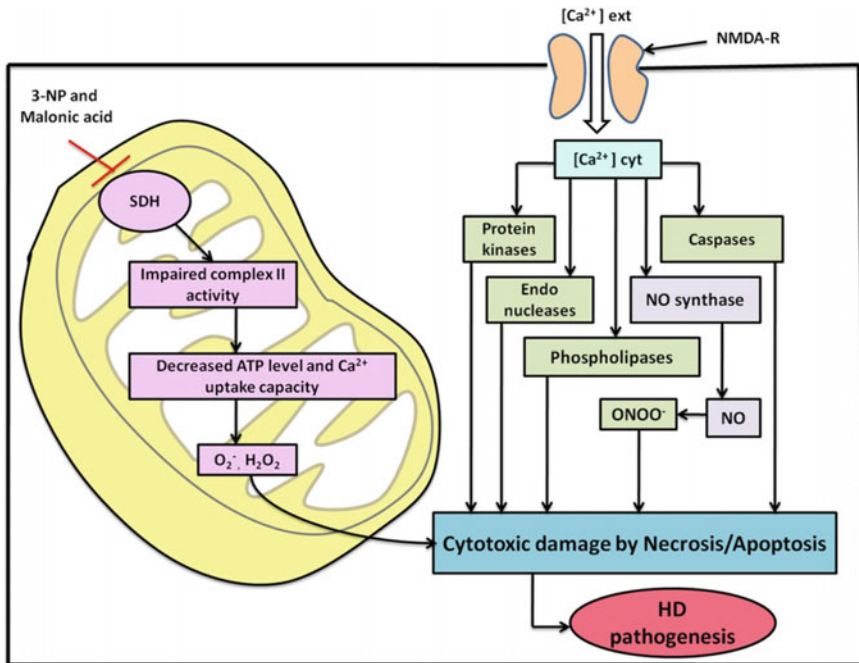 [Ca²⁺] ext
NMDA-R
3-NP and
Malonic acid
SDH
Impaired complex II
activity
Decreased ATP level and Ca²⁺
uptake capacity
O₂⁻, H₂O₂
[Ca²⁺] cyt
Protein
kinases
Caspases
Endo
nucleases
NO synthase
Phospholipases
ONOO⁻
NO
Cytotoxic damage by Necrosis/Apoptosis
HD
pathogenesis